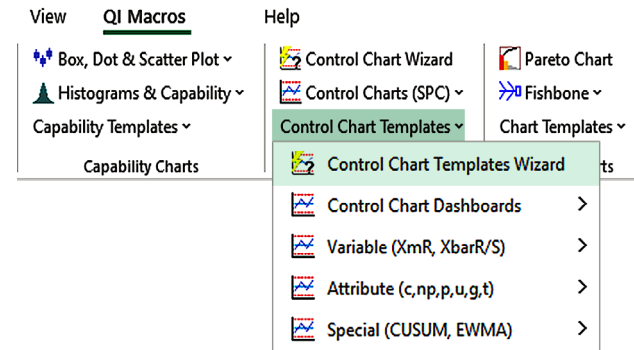 View QI Macros Help
Box, Dot & Scatter Plot Control Chart Wizard Pareto Chart
Histograms & Capability Control Charts (SPC) Fishbone
Capability Templates Control Chart Templates Chart Templates
Capability Charts rts
Control Chart Templates Wizard
Control Chart Dashboards
Variable (XmR, XbarR/S)
Attribute (c,np,p,u,g,t)
Special (CUSUM, EWMA)